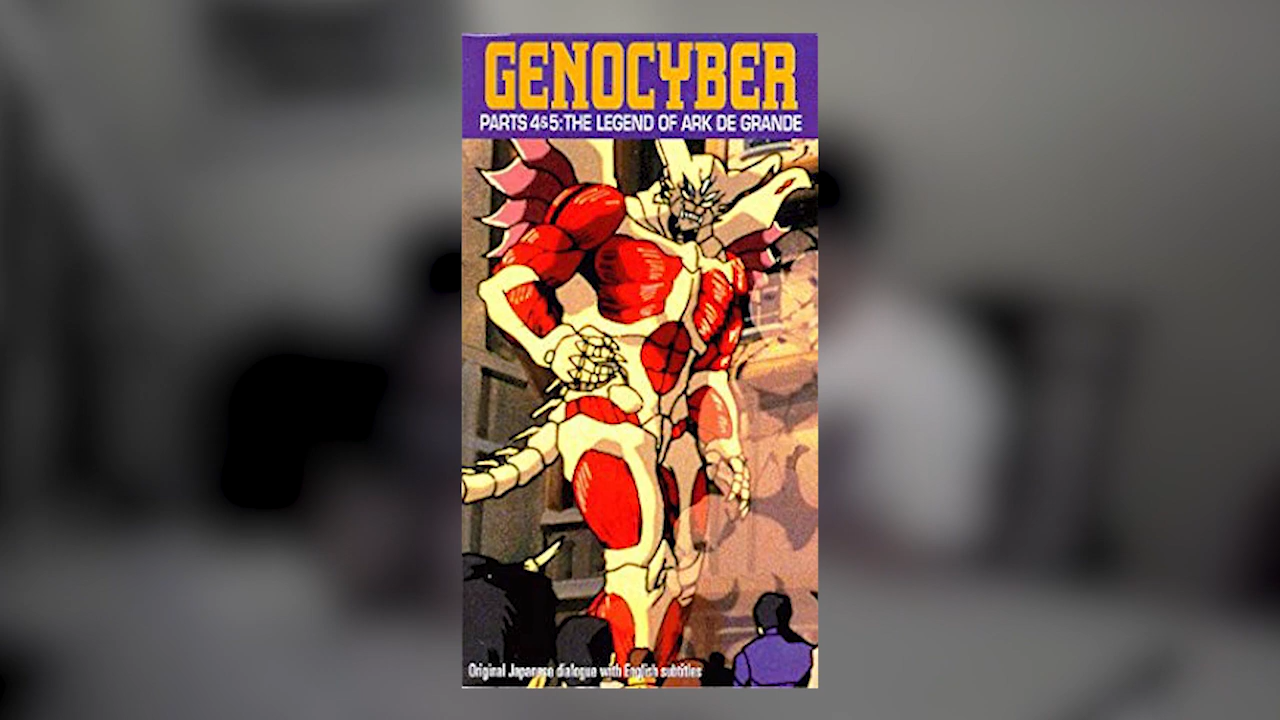 GENOCYBER
PARTS 4&5: THE LEGEND OF ARK DE GRANDE
Original Japanese dialogue with English subtitles